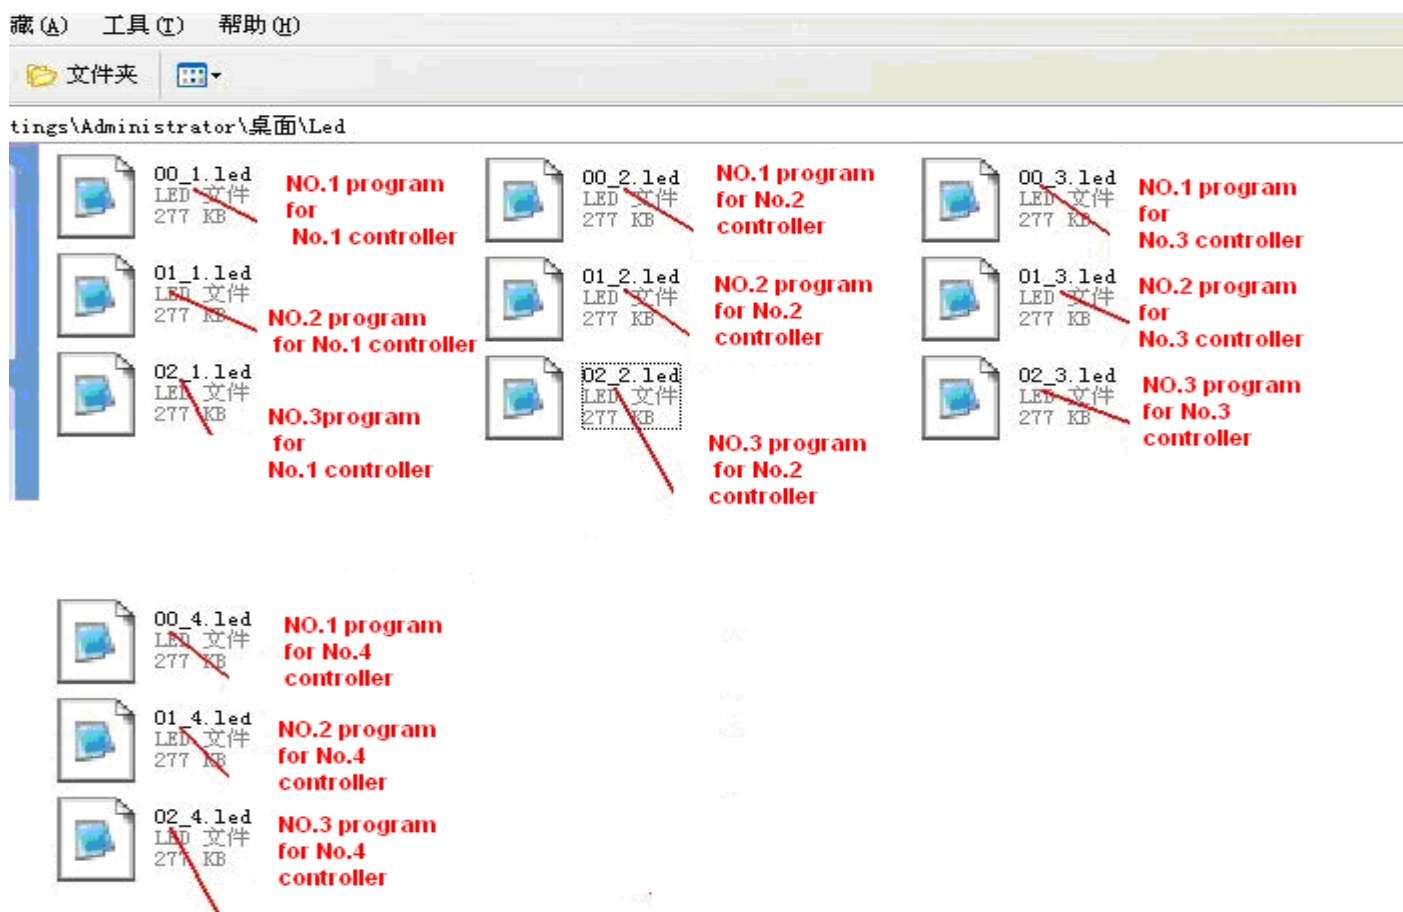 藏(A) 工具(T) 帮助(H)
文件夹
tings\Administrator\桌面\Led
00_1.led
LED 文件
277 KB
NO.1 program
for
No.1 controller
00_2.led
LED 文件
277 KB
NO.1 program
for No.2
controller
00_3.led
LED 文件
277 KB
NO.1 program
for
No.3 controller
01_1.led
LED 文件
277 KB
NO.2 program
for No.1 controller
01_2.led
LED 文件
277 KB
NO.2 program
for No.2
controller
01_3.led
LED 文件
277 KB
NO.2 program
for
No.3 controller
02_1.led
LED 文件
277 KB
NO.3program
for
No.1 controller
02_2.led
LED 文件
277 KB
NO.3 program
for No.2
controller
02_3.led
LED 文件
277 KB
NO.3 program
for No.3
controller
00_4.led
LED 文件
277 KB
NO.1 program
for No.4
controller
01_4.led
LED 文件
277 KB
NO.2 program
for No.4
controller
02_4.led
LED 文件
277 KB
NO.3 program
for No.4
controller